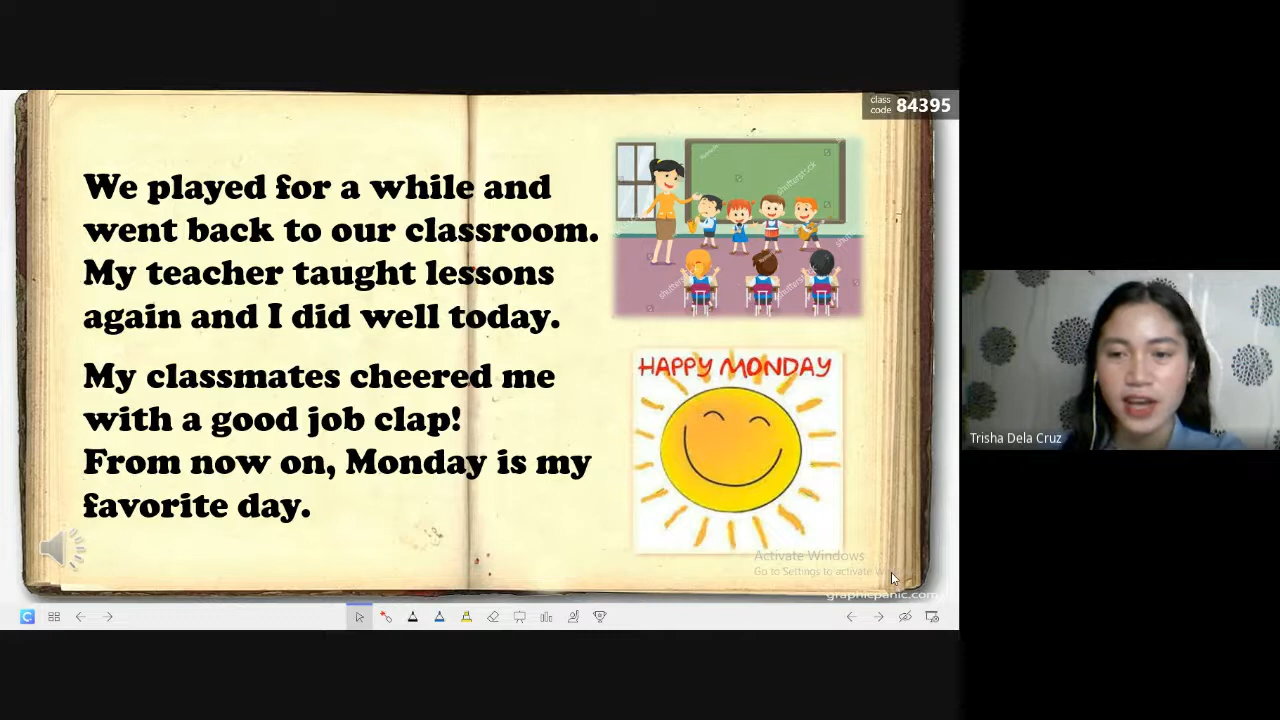 class code 84395
We played for a while and
went back to our classroom.
My teacher taught lessons
again and I did well today.
My classmates cheered me
with a good job clap!
From now on, Monday is my
favorite day.
HAPPY MONDAY
shutterstock
Activate Windows
Go to Settings to activate
graphicpanic.com
Trisha Dela Cruz